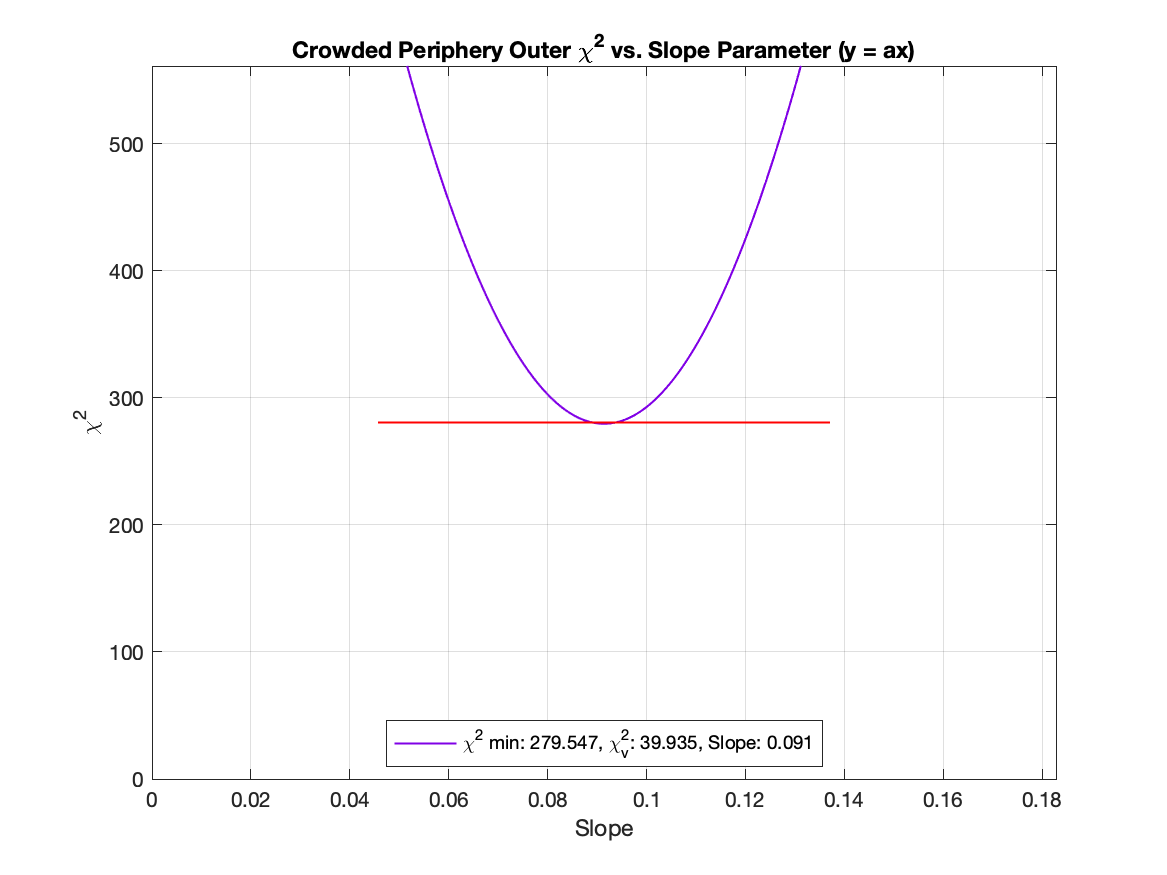 Crowded Periphery Outer χ² vs. Slope Parameter (y = ax)
500
400
300
200
100
0
χ²
χ² min: 279.547, χ²ᵥ: 39.935, Slope: 0.091
0 0.02 0.04 0.06 0.08 0.1 0.12 0.14 0.16 0.18
Slope